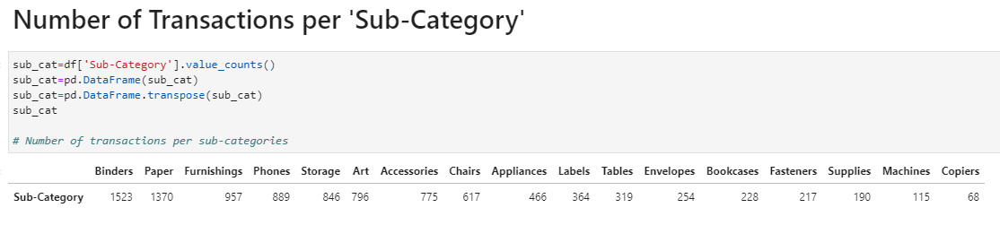 Number of Transactions per 'Sub-Category'
sub_cat=df['Sub-Category'].value_counts()
sub_cat=pd.DataFrame(sub_cat)
sub_cat=pd.DataFrame.transpose(sub_cat)
sub_cat
# Number of transactions per sub-categories
Binders Paper Furnishings Phones Storage Art Accessories Chairs Appliances Labels Tables Envelopes Bookcases Fasteners Supplies Machines Copiers
Sub-Category 1523 1370 957 889 846 796 775 617 466 364 319 254 228 217 190 115 68